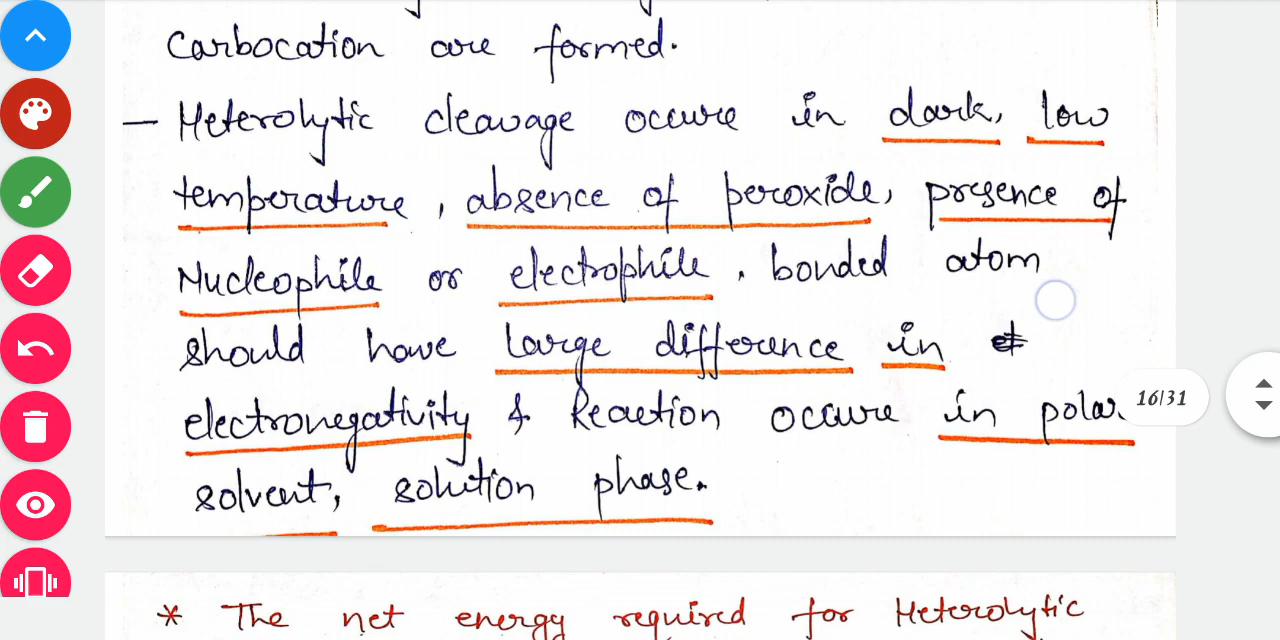 Carbocation are formed.
– Heterolytic cleavage occure in dark, low
temperature, absence of peroxide, presence of
Nucleophile or electrophile, bonded atom
should have large difference in
electronegativity & Reaction occure in polar
16/31
solvent, solution phase.
* The net energy required for Heterolytic